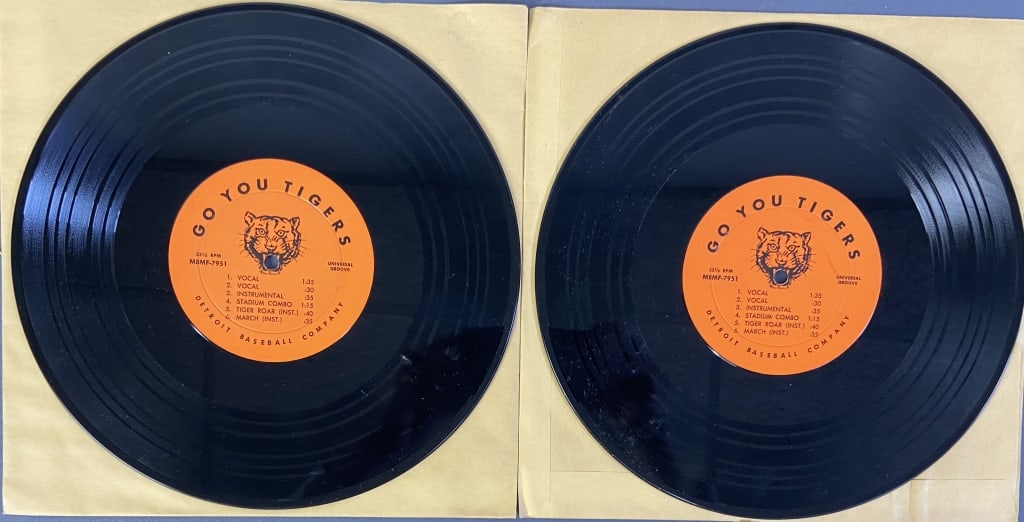 GO YOU TIGERS
33⅓ RPM
M8MF-7951
UNIVERSAL
GROOVE
1. VOCAL 1:35
2. VOCAL :30
3. INSTRUMENTAL :35
4. STADIUM COMBO 1:15
5. TIGER ROAR (INST.) :40
6. MARCH (INST.) :35
DETROIT BASEBALL COMPANY
GO YOU TIGERS
33⅓ RPM
M8MF-7951
UNIVERSAL
GROOVE
1. VOCAL 1:35
2. VOCAL :30
3. INSTRUMENTAL :35
4. STADIUM COMBO 1:15
5. TIGER ROAR (INST.) :40
6. MARCH (INST.) :35
DETROIT BASEBALL COMPANY